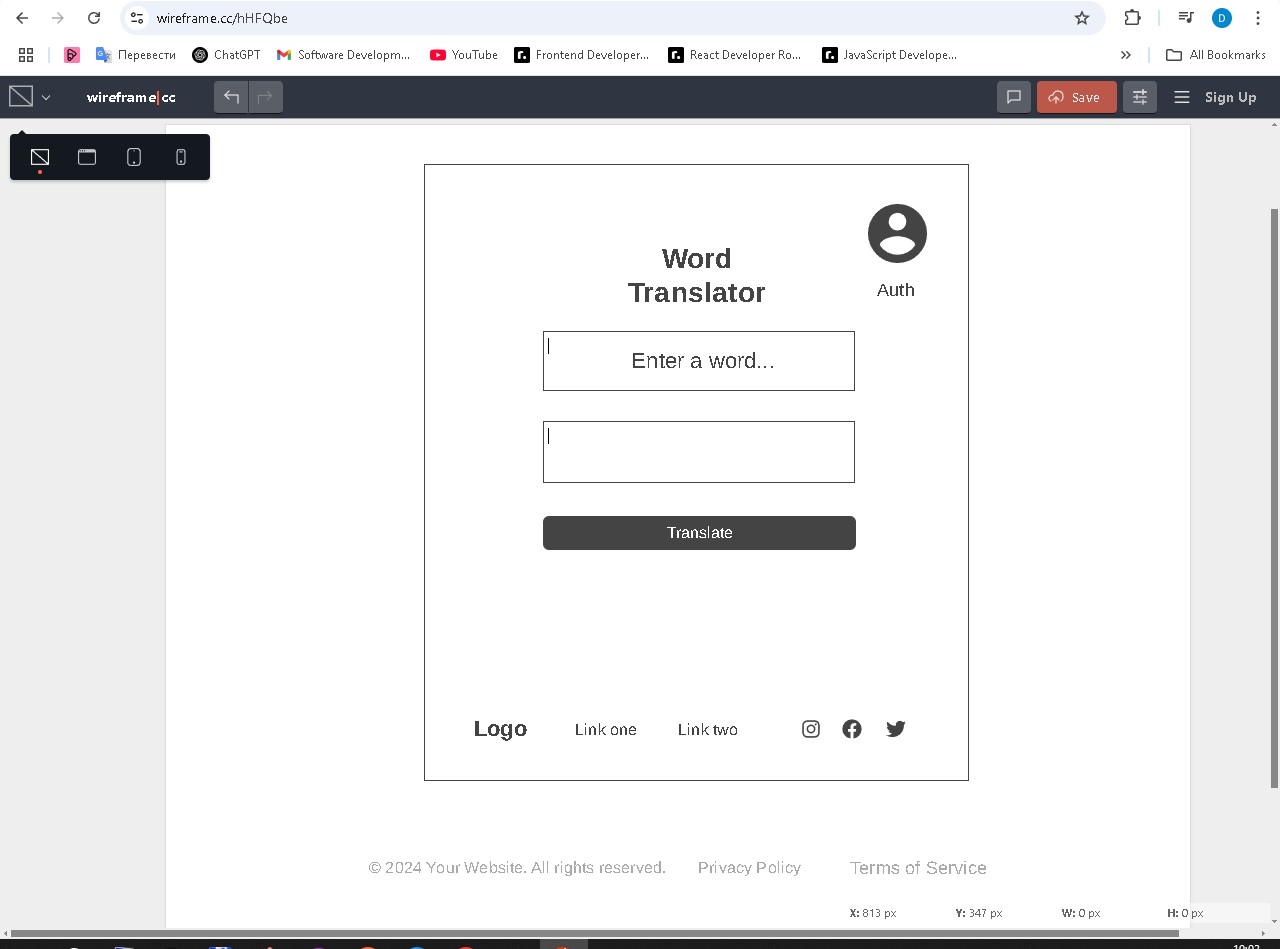 wireframe.cc/hHFQbe
D
Перевести
ChatGPT
Software Developm...
YouTube
Frontend Developer...
React Developer Ro...
JavaScript Develope...
All Bookmarks
wireframe|cc
Save
Sign Up
Word
Translator
Auth
Enter a word...
Translate
Logo
Link one
Link two
© 2024 Your Website. All rights reserved.
Privacy Policy
Terms of Service
X: 813 px
Y: 347 px
W: 0 px
H: 0 px